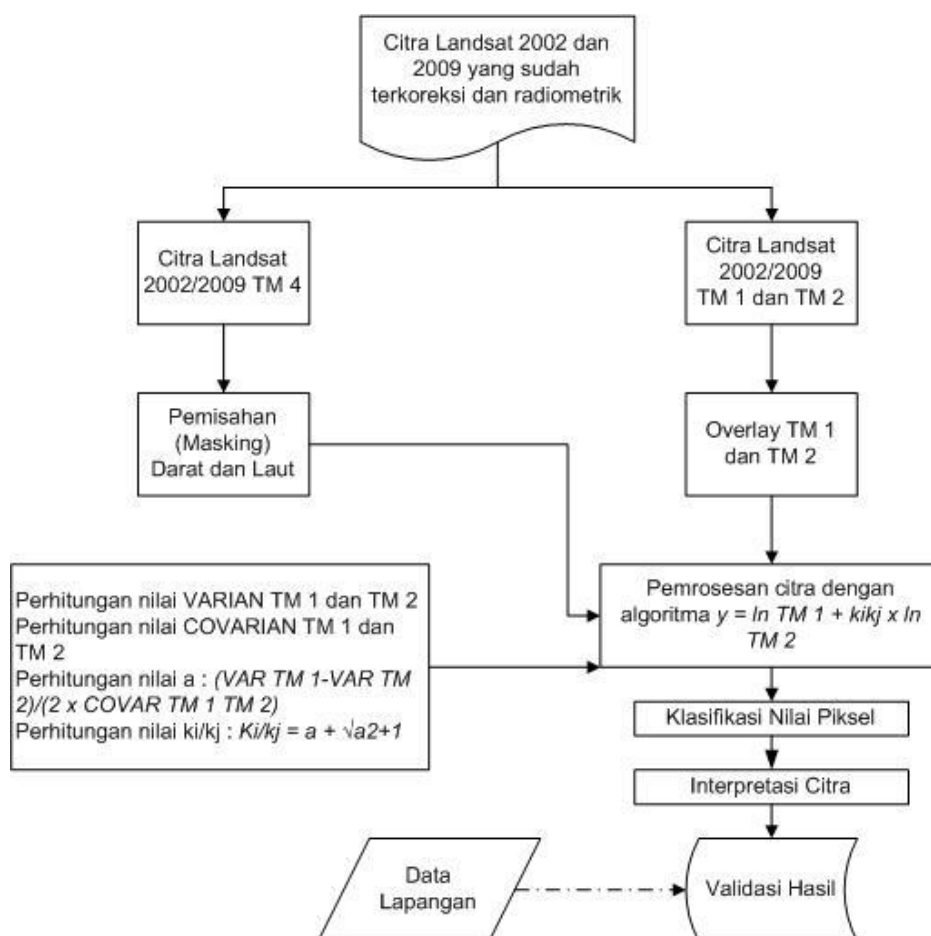 Citra Landsat 2002 dan
2009 yang sudah
terkoreksi dan radiometrik
Citra Landsat
2002/2009 TM 4
Citra Landsat
2002/2009
TM 1 dan TM 2
Pemisahan
(Masking)
Darat dan Laut
Overlay TM 1
dan TM 2
Perhitungan nilai VARIAN TM 1 dan TM 2
Perhitungan nilai COVARIAN TM 1 dan
TM 2
Perhitungan nilai a : (VAR TM 1-VAR TM
2)/(2 x COVAR TM 1 TM 2)
Perhitungan nilai ki/kj : Ki/kj = a + √a2+1
Pemrosesan citra dengan
algoritma y = ln TM 1 + kikj x ln
TM 2
Klasifikasi Nilai Piksel
Interpretasi Citra
Data
Lapangan
Validasi Hasil